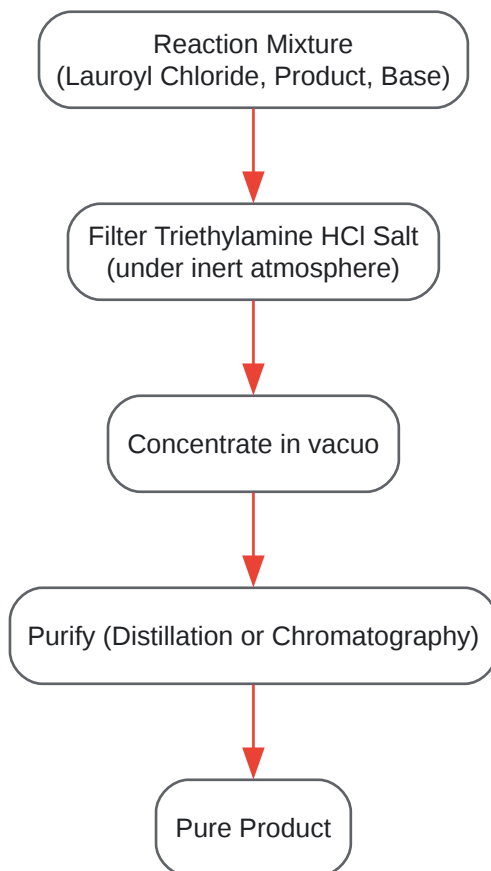 Reaction Mixture
(Lauroyl Chloride, Product, Base)
Filter Triethylamine HCl Salt
(under inert atmosphere)
Concentrate in vacuo
Purify (Distillation or Chromatography)
Pure Product